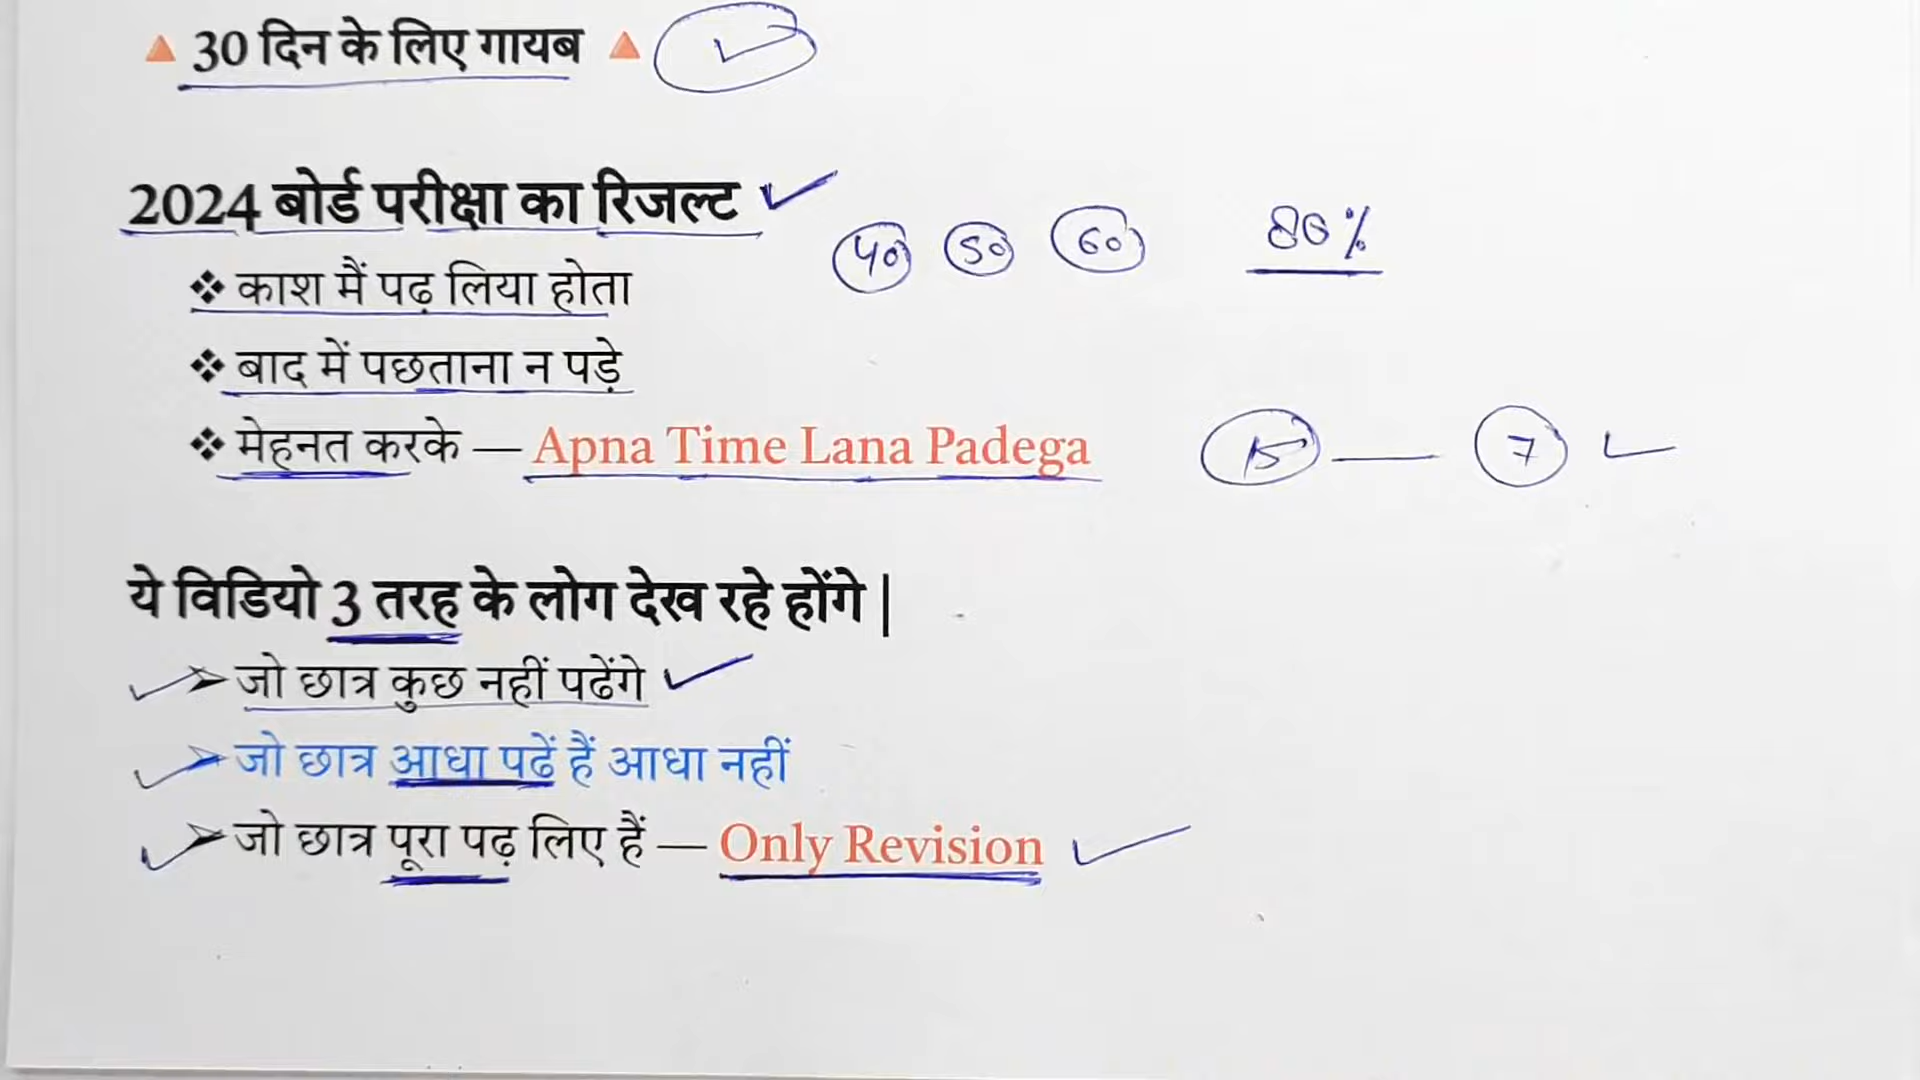 🔺 30 दिन के लिए गायब 🔺
2024 बोर्ड परीक्षा का रिजल्ट
40 50 60 80%
❖ काश मैं पढ़ लिया होता
❖ बाद में पछताना न पड़े
❖ मेहनत करके — Apna Time Lana Padega 15 — 7
ये विडियो 3 तरह के लोग देख रहे होंगे |
➢ जो छात्र कुछ नहीं पढेंगे
➢ जो छात्र आधा पढें हैं आधा नहीं
➢ जो छात्र पूरा पढ़ लिए हैं — Only Revision